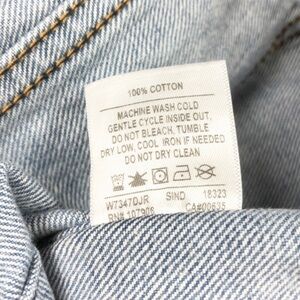 100% COTTON
MACHINE WASH COLD
GENTLE CYCLE INSIDE OUT,
DO NOT BLEACH, TUMBLE
DRY LOW, COOL IRON IF NEEDED
DO NOT DRY CLEAN
W7347DJR SIND 18323
RN# 107908 CA#00835